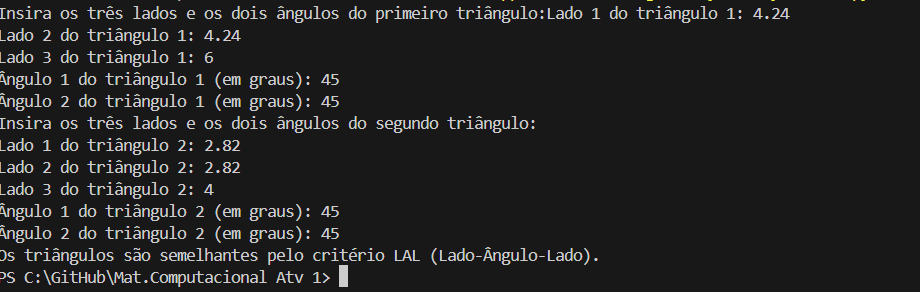 Insira os três lados e os dois ângulos do primeiro triângulo:Lado 1 do triângulo 1: 4.24
Lado 2 do triângulo 1: 4.24
Lado 3 do triângulo 1: 6
Ângulo 1 do triângulo 1 (em graus): 45
Ângulo 2 do triângulo 1 (em graus): 45
Insira os três lados e os dois ângulos do segundo triângulo:
Lado 1 do triângulo 2: 2.82
Lado 2 do triângulo 2: 2.82
Lado 3 do triângulo 2: 4
Ângulo 1 do triângulo 2 (em graus): 45
Ângulo 2 do triângulo 2 (em graus): 45
Os triângulos são semelhantes pelo critério LAL (Lado-Ângulo-Lado).
PS C:\GitHub\Mat.Computacional Atv 1>